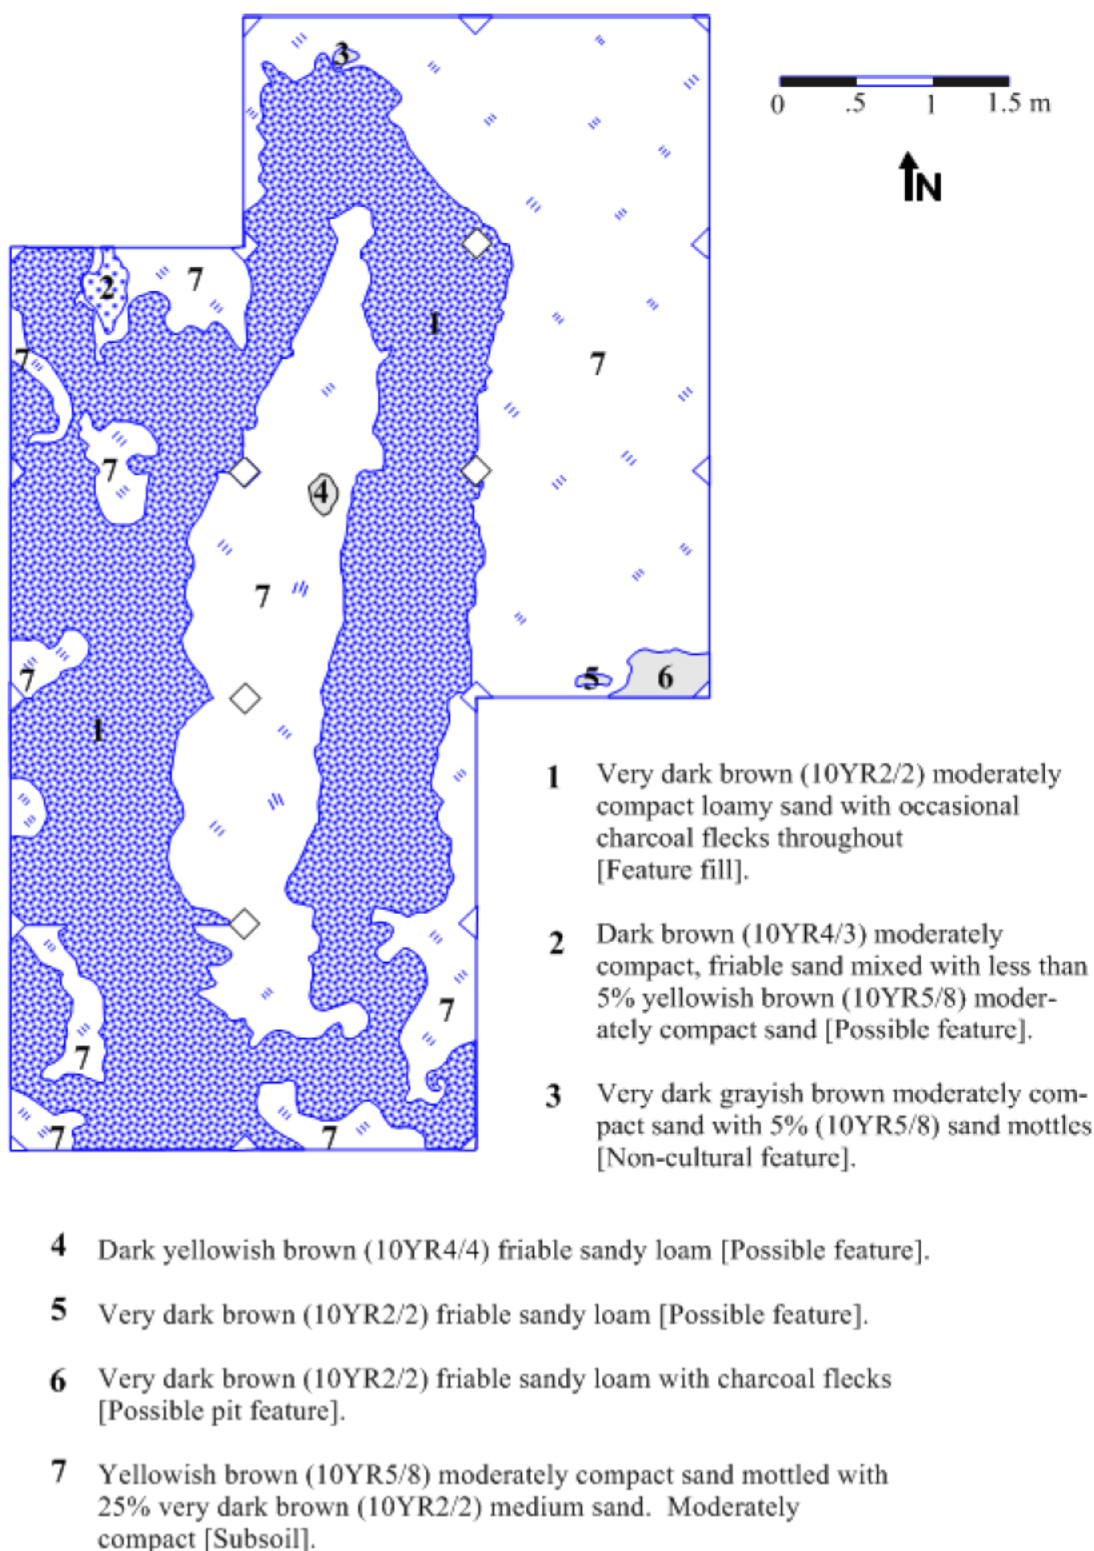 3
0 .5 1 1.5 m
N
2
7
1
7
7
7
4
7
7
5
6
1
7
7
7
7
1 Very dark brown (10YR2/2) moderately
compact loamy sand with occasional
charcoal flecks throughout
[Feature fill].
2 Dark brown (10YR4/3) moderately
compact, friable sand mixed with less than
5% yellowish brown (10YR5/8) moder-
ately compact sand [Possible feature].
3 Very dark grayish brown moderately com-
pact sand with 5% (10YR5/8) sand mottles
[Non-cultural feature].
4 Dark yellowish brown (10YR4/4) friable sandy loam [Possible feature].
5 Very dark brown (10YR2/2) friable sandy loam [Possible feature].
6 Very dark brown (10YR2/2) friable sandy loam with charcoal flecks
[Possible pit feature].
7 Yellowish brown (10YR5/8) moderately compact sand mottled with
25% very dark brown (10YR2/2) medium sand. Moderately
compact [Subsoil].